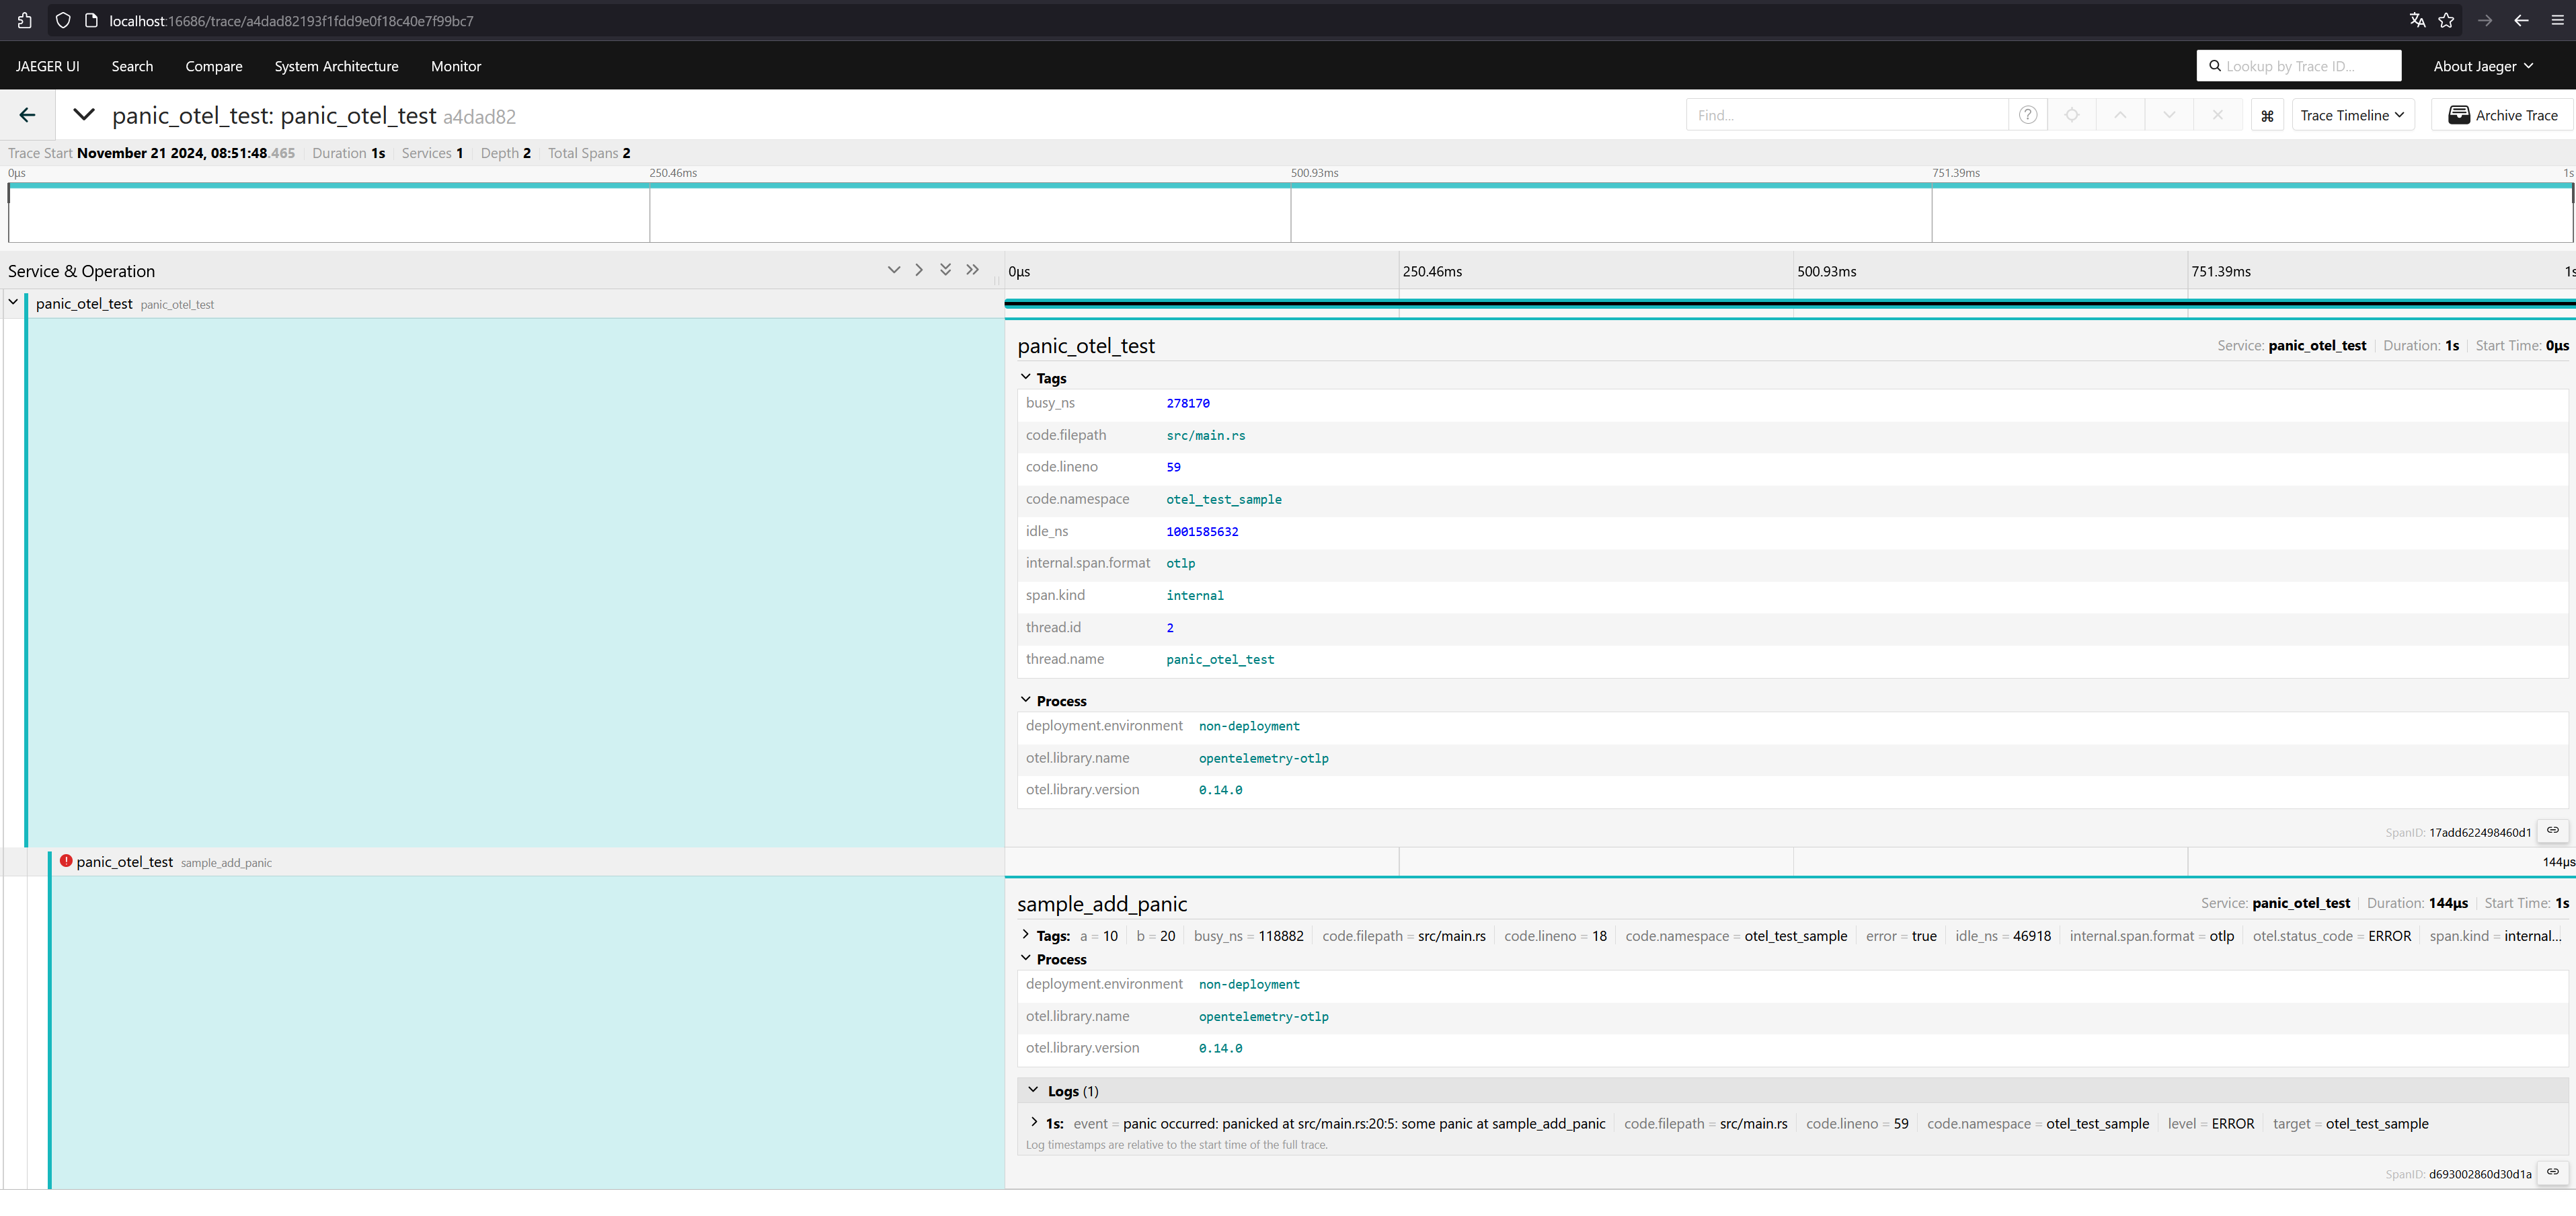 localhost:16686/trace/a4dad82193f1fdd9e0f18c40e7f99bc7
JAEGER UI Search Compare System Architecture Monitor Lookup by Trace ID... About Jaeger
panic_otel_test: panic_otel_test a4dad82 Find... Trace Timeline Archive Trace
Trace Start November 21 2024, 08:51:48.465 Duration 1s Services 1 Depth 2 Total Spans 2
0μs 250.46ms 500.93ms 751.39ms 1s
Service & Operation 0μs 250.46ms 500.93ms 751.39ms 1s
panic_otel_test panic_otel_test
panic_otel_test Service: panic_otel_test Duration: 1s Start Time: 0μs
Tags
busy_ns 278170
code.filepath src/main.rs
code.lineno 59
code.namespace otel_test_sample
idle_ns 1001585632
internal.span.format otlp
span.kind internal
thread.id 2
thread.name panic_otel_test
Process
deployment.environment non-deployment
otel.library.name opentelemetry-otlp
otel.library.version 0.14.0
SpanID: 17add622498460d1
panic_otel_test sample_add_panic 144μs
sample_add_panic Service: panic_otel_test Duration: 144μs Start Time: 1s
Tags: a = 10 b = 20 busy_ns = 118882 code.filepath = src/main.rs code.lineno = 18 code.namespace = otel_test_sample error = true idle_ns = 46918 internal.span.format = otlp otel.status_code = ERROR span.kind = internal...
Process
deployment.environment non-deployment
otel.library.name opentelemetry-otlp
otel.library.version 0.14.0
Logs (1)
1s: event = panic occurred: panicked at src/main.rs:20:5: some panic at sample_add_panic code.filepath = src/main.rs code.lineno = 59 code.namespace = otel_test_sample level = ERROR target = otel_test_sample
Log timestamps are relative to the start time of the full trace.
SpanID: d693002860d30d1a